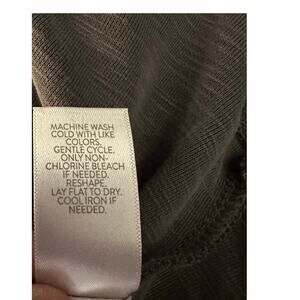 MACHINE WASH
COLD WITH LIKE
COLORS,
GENTLE CYCLE,
ONLY NON-
CHLORINE BLEACH
IF NEEDED.
RESHAPE,
LAY FLAT TO DRY.
COOL IRON IF
NEEDED.